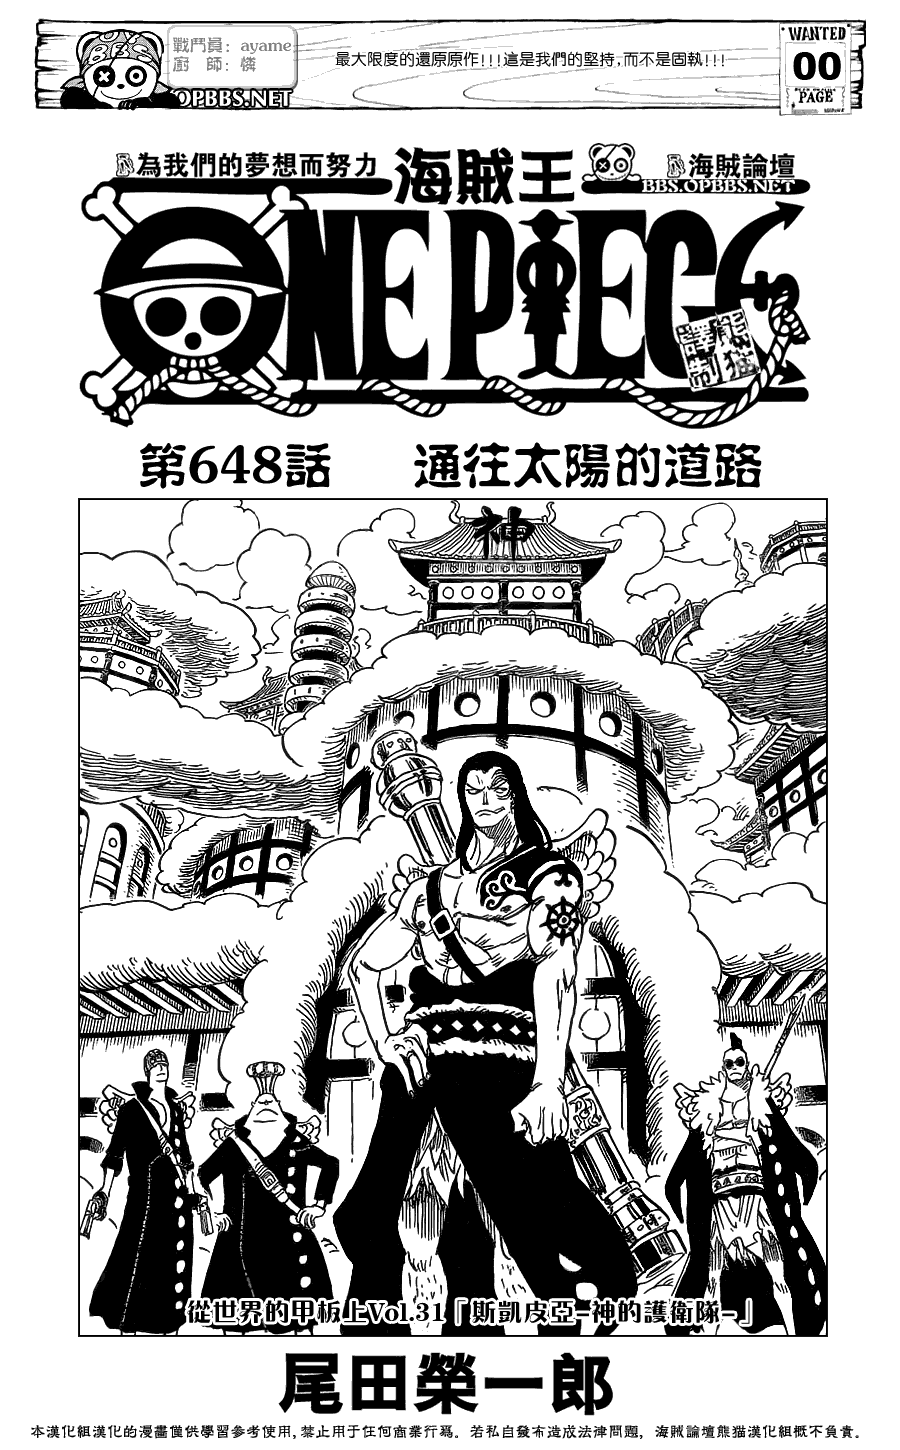 戰鬥員：ayame
廚 師：憐
OPBBS.NET
最大限度的還原原作!!!這是我們的堅持,而不是固執!!!
WANTED
00
PAGE
為我們的夢想而努力
海賊王
海賊論壇
BBS.OPBBS.NET
ONE PIECE
熊猫譯制
第648話 通往太陽的道路
神
從世界的甲板上Vol.31「斯凱皮亞–神的護衛隊–」
尾田榮一郎
本漢化組漢化的漫畫僅供學習參考使用,禁止用于任何商業行為。若私自發布造成法律問題,海賊論壇熊猫漢化組概不負責。